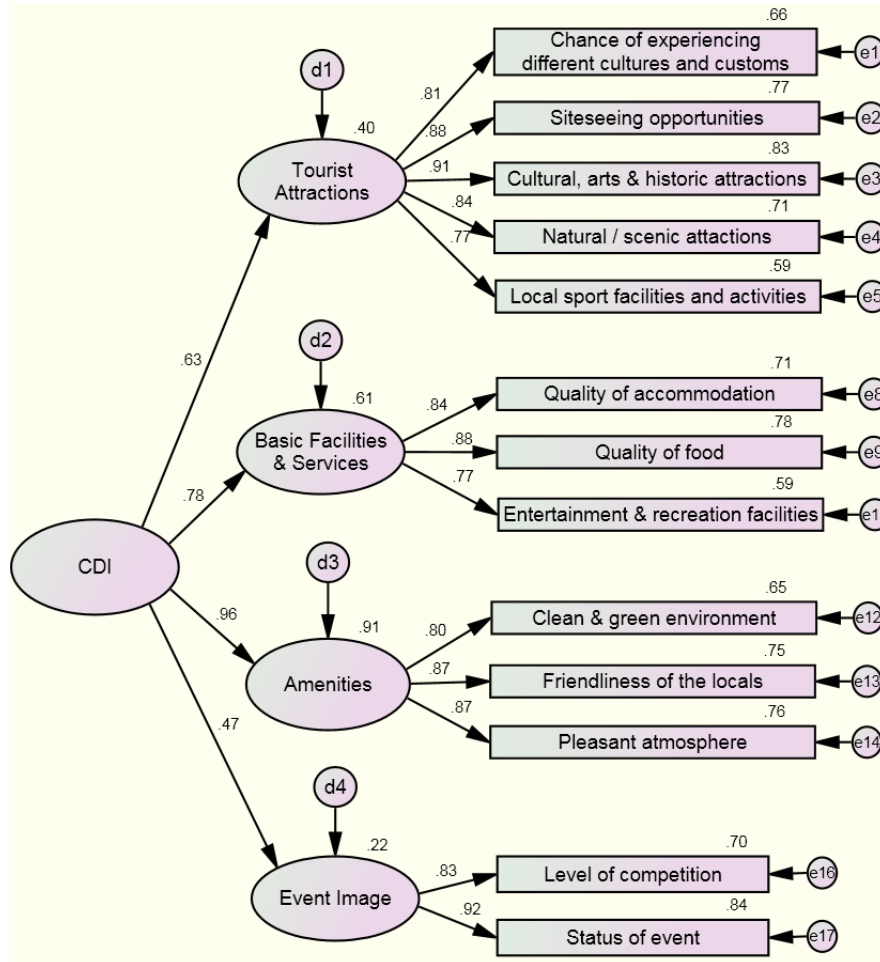 .66
Chance of experiencing
different cultures and customs
e1
d1
.81
.77
Siteseeing opportunities
e2
.40
.88
Tourist
Attractions
.91
.83
Cultural, arts & historic attractions
e3
.84
.71
Natural / scenic attactions
e4
.77
.59
Local sport facilities and activities
e5
.63
d2
.71
Quality of accommodation
e8
.61
.84
Basic Facilities
& Services
.88
.78
Quality of food
e9
.77
.59
Entertainment & recreation facilities
e1
.78
CDI
d3
.65
Clean & green environment
e12
.96
.91
.80
Amenities
.87
.75
Friendliness of the locals
e13
.87
.76
Pleasant atmosphere
e14
.47
d4
.22
.70
Level of competition
e16
.83
Event Image
.92
.84
Status of event
e17